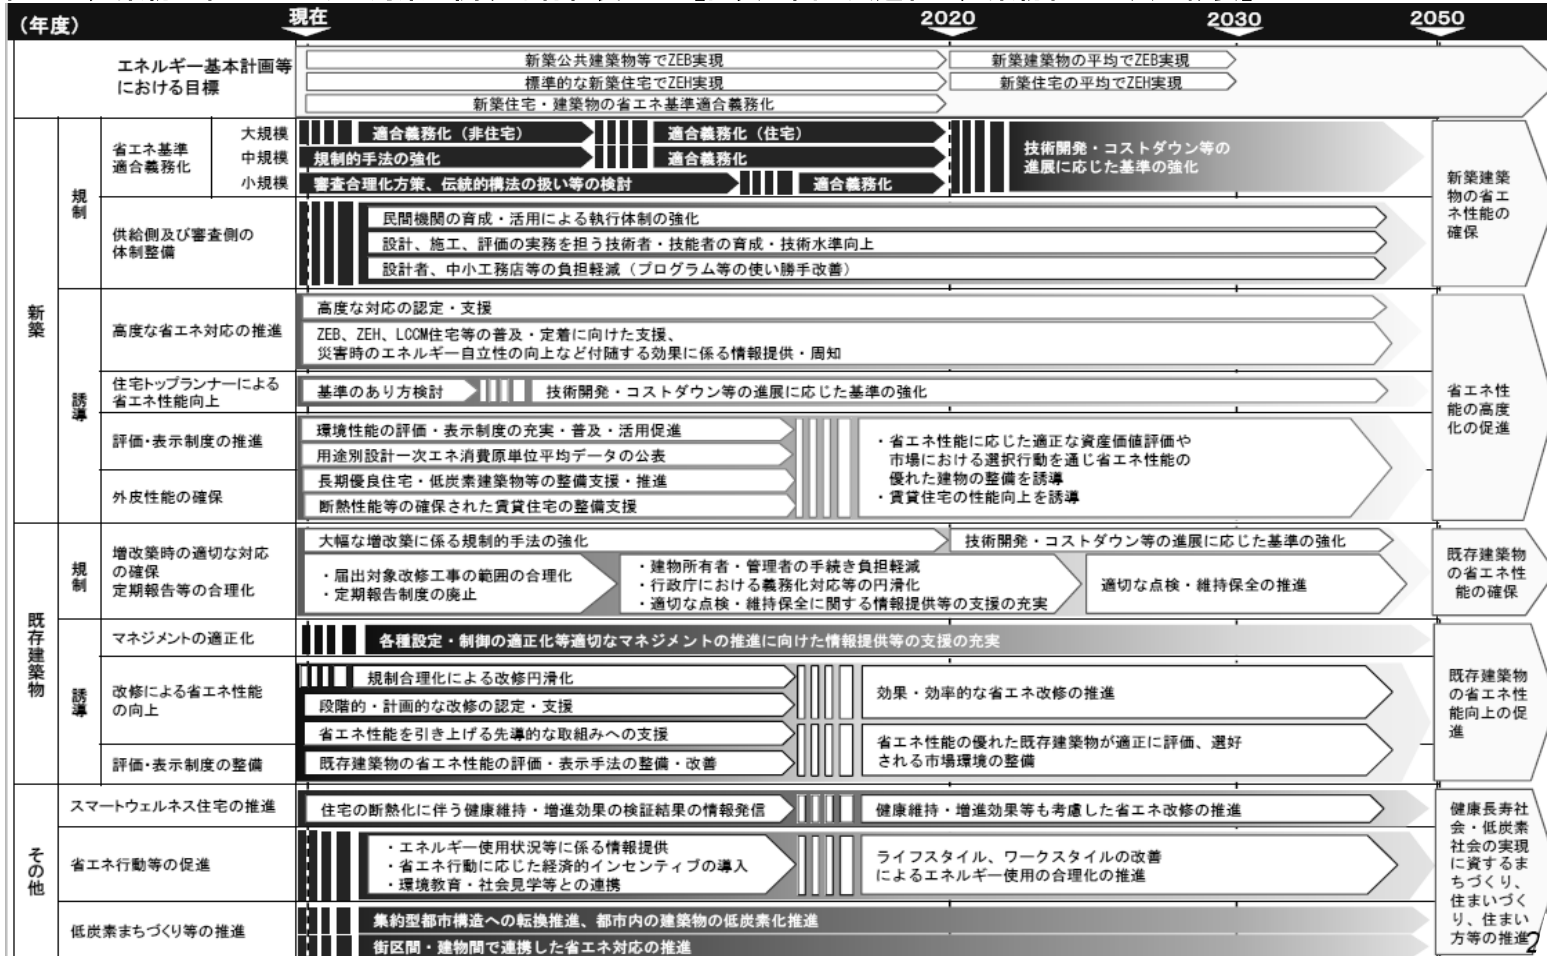 (年度)
現在
2020
2030
2050
エネルギー基本計画等
における目標
新築公共建築物等でZEB実現
新築建築物の平均でZEB実現
標準的な新築住宅でZEH実現
新築住宅の平均でZEH実現
新築住宅・建築物の省エネ基準適合義務化
新築
規制
省エネ基準
適合義務化
大規模
適合義務化（非住宅）
適合義務化（住宅）
中規模
規制的手法の強化
適合義務化
小規模
審査合理化方策、伝統的構法の扱い等の検討
適合義務化
技術開発・コストダウン等の
進展に応じた基準の強化
新築建築
物の省エ
ネ性能の
確保
供給側及び審査側の
体制整備
民間機関の育成・活用による執行体制の強化
設計、施工、評価の実務を担う技術者・技能者の育成・技術水準向上
設計者、中小工務店等の負担軽減（プログラム等の使い勝手改善）
誘導
高度な省エネ対応の推進
高度な対応の認定・支援
ZEB、ZEH、LCCM住宅等の普及・定着に向けた支援、
災害時のエネルギー自立性の向上など付随する効果に係る情報提供・周知
住宅トップランナーによる
省エネ性能向上
基準のあり方検討
技術開発・コストダウン等の進展に応じた基準の強化
省エネ性
能の高度
化の促進
評価・表示制度の推進
環境性能の評価・表示制度の充実・普及・活用促進
用途別設計一次エネ消費原単位平均データの公表
外皮性能の確保
長期優良住宅・低炭素建築物等の整備支援・推進
断熱性能等の確保された賃貸住宅の整備支援
・省エネ性能に応じた適正な資産価値評価や
市場における選択行動を通じ省エネ性能の
優れた建物の整備を誘導
・賃貸住宅の性能向上を誘導
既存建築物
規制
増改築時の適切な対応
の確保
定期報告等の合理化
大幅な増改築に係る規制的手法の強化
技術開発・コストダウン等の進展に応じた基準の強化
・届出対象改修工事の範囲の合理化
・定期報告制度の廃止
・建物所有者・管理者の手続き負担軽減
・行政庁における義務化対応等の円滑化
・適切な点検・維持保全に関する情報提供等の支援の充実
適切な点検・維持保全の推進
既存建築物
の省エネ性
能の確保
誘導
マネジメントの適正化
各種設定・制御の適正化等適切なマネジメントの推進に向けた情報提供等の支援の充実
改修による省エネ性能
の向上
規制合理化による改修円滑化
段階的・計画的な改修の認定・支援
効果・効率的な省エネ改修の推進
省エネ性能を引き上げる先導的な取組みへの支援
評価・表示制度の整備
既存建築物の省エネ性能の評価・表示手法の整備・改善
省エネ性能の優れた既存建築物が適正に評価、選好
される市場環境の整備
既存建築物
の省エネ性
能向上の促
進
その他
スマートウェルネス住宅の推進
住宅の断熱化に伴う健康維持・増進効果の検証結果の情報発信
健康維持・増進効果等も考慮した省エネ改修の推進
省エネ行動等の促進
・エネルギー使用状況等に係る情報提供
・省エネ行動に応じた経済的インセンティブの導入
・環境教育・社会見学等との連携
ライフスタイル、ワークスタイルの改善
によるエネルギー使用の合理化の推進
低炭素まちづくり等の推進
集約型都市構造への転換推進、都市内の建築物の低炭素化推進
街区間・建物間で連携した省エネ対応の推進
健康長寿社
会・低炭素
社会の実現
に資するま
ちづくり、
住まいづく
り、住まい
方等の推進
2